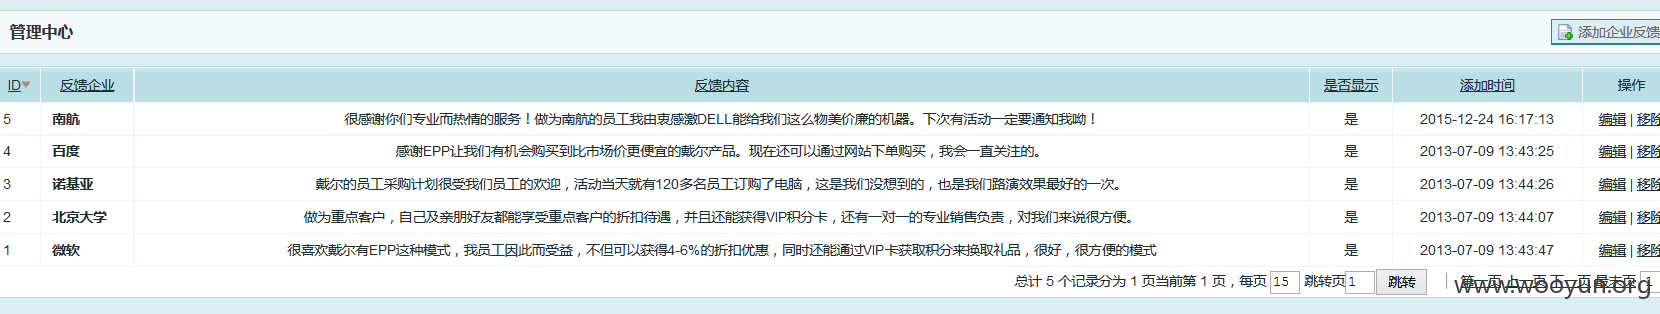 管理中心
添加企业反馈
ID 反馈企业 反馈内容 是否显示 添加时间 操作
5 南航 很感谢你们专业而热情的服务！做为南航的员工我由衷感激DELL能给我们这么物美价廉的机器。下次有活动一定要通知我呦！ 是 2015-12-24 16:17:13 编辑 | 移除
4 百度 感谢EPP让我们有机会购买到比市场价更便宜的戴尔产品。现在还可以通过网站下单购买，我会一直关注的。 是 2013-07-09 13:43:25 编辑 | 移除
3 诺基亚 戴尔的员工采购计划很受我们员工的欢迎，活动当天就有120多名员工订购了电脑，这是我们没想到的，也是我们路演效果最好的一次。 是 2013-07-09 13:44:26 编辑 | 移除
2 北京大学 做为重点客户，自己及亲朋好友都能享受重点客户的折扣待遇，并且还能获得VIP积分卡，还有一对一的专业销售负责，对我们来说很方便。 是 2013-07-09 13:44:07 编辑 | 移除
1 微软 很喜欢戴尔有EPP这种模式，我员工因此而受益，不但可以获得4-6%的折扣优惠，同时还能通过VIP卡获取积分来换取礼品，很好，很方便的模式 是 2013-07-09 13:43:47 编辑 | 移除
总计 5 个记录分为 1 页当前第 1 页，每页 15 跳转页 1 跳转 | 第一页 上一页 下一页 最末页 1
www.wooyun.org